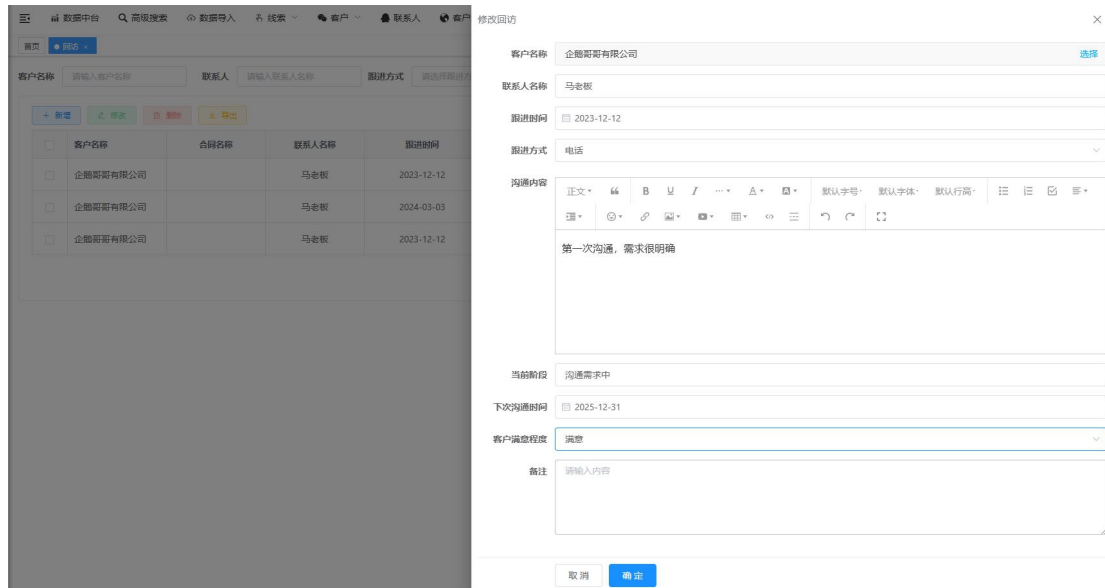 数据中台 高级搜索 数据导入 线索 客户 联系人 客户
首页 回访 ×
客户名称 请输入客户名称 联系人 请输入联系人名称 跟进方式 请选择跟进方
+ 新增 修改 删除 导出
客户名称 合同名称 联系人名称 跟进时间
企鹅哥哥有限公司 马老板 2023-12-12
企鹅哥哥有限公司 马老板 2024-03-03
企鹅哥哥有限公司 马老板 2023-12-12
修改回访
客户名称 企鹅哥哥有限公司 选择
联系人名称 马老板
跟进时间 2023-12-12
跟进方式 电话
沟通内容
正文 B U I ... A A 默认字号 默认字体 默认行高
第一次沟通，需求很明确
当前阶段 沟通需求中
下次沟通时间 2025-12-31
客户满意程度 满意
备注 请输入内容
取消 确定